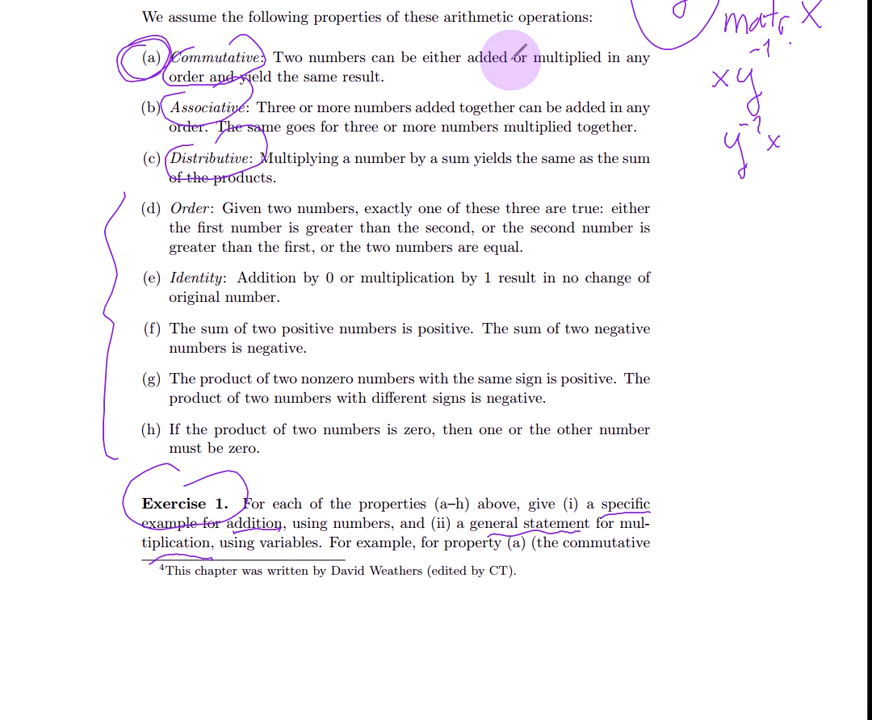 We assume the following properties of these arithmetic operations:
matr X
(a) Commutative: Two numbers can be either added or multiplied in any
order and yield the same result.
x y⁻¹
(b) Associative: Three or more numbers added together can be added in any
order. The same goes for three or more numbers multiplied together.
y⁻¹ x
(c) Distributive: Multiplying a number by a sum yields the same as the sum
of the products.
(d) Order: Given two numbers, exactly one of these three are true: either
the first number is greater than the second, or the second number is
greater than the first, or the two numbers are equal.
(e) Identity: Addition by 0 or multiplication by 1 result in no change of
original number.
(f) The sum of two positive numbers is positive. The sum of two negative
numbers is negative.
(g) The product of two nonzero numbers with the same sign is positive. The
product of two numbers with different signs is negative.
(h) If the product of two numbers is zero, then one or the other number
must be zero.
Exercise 1. For each of the properties (a–h) above, give (i) a specific
example for addition, using numbers, and (ii) a general statement for mul-
tiplication, using variables. For example, for property (a) (the commutative
⁴This chapter was written by David Weathers (edited by CT).